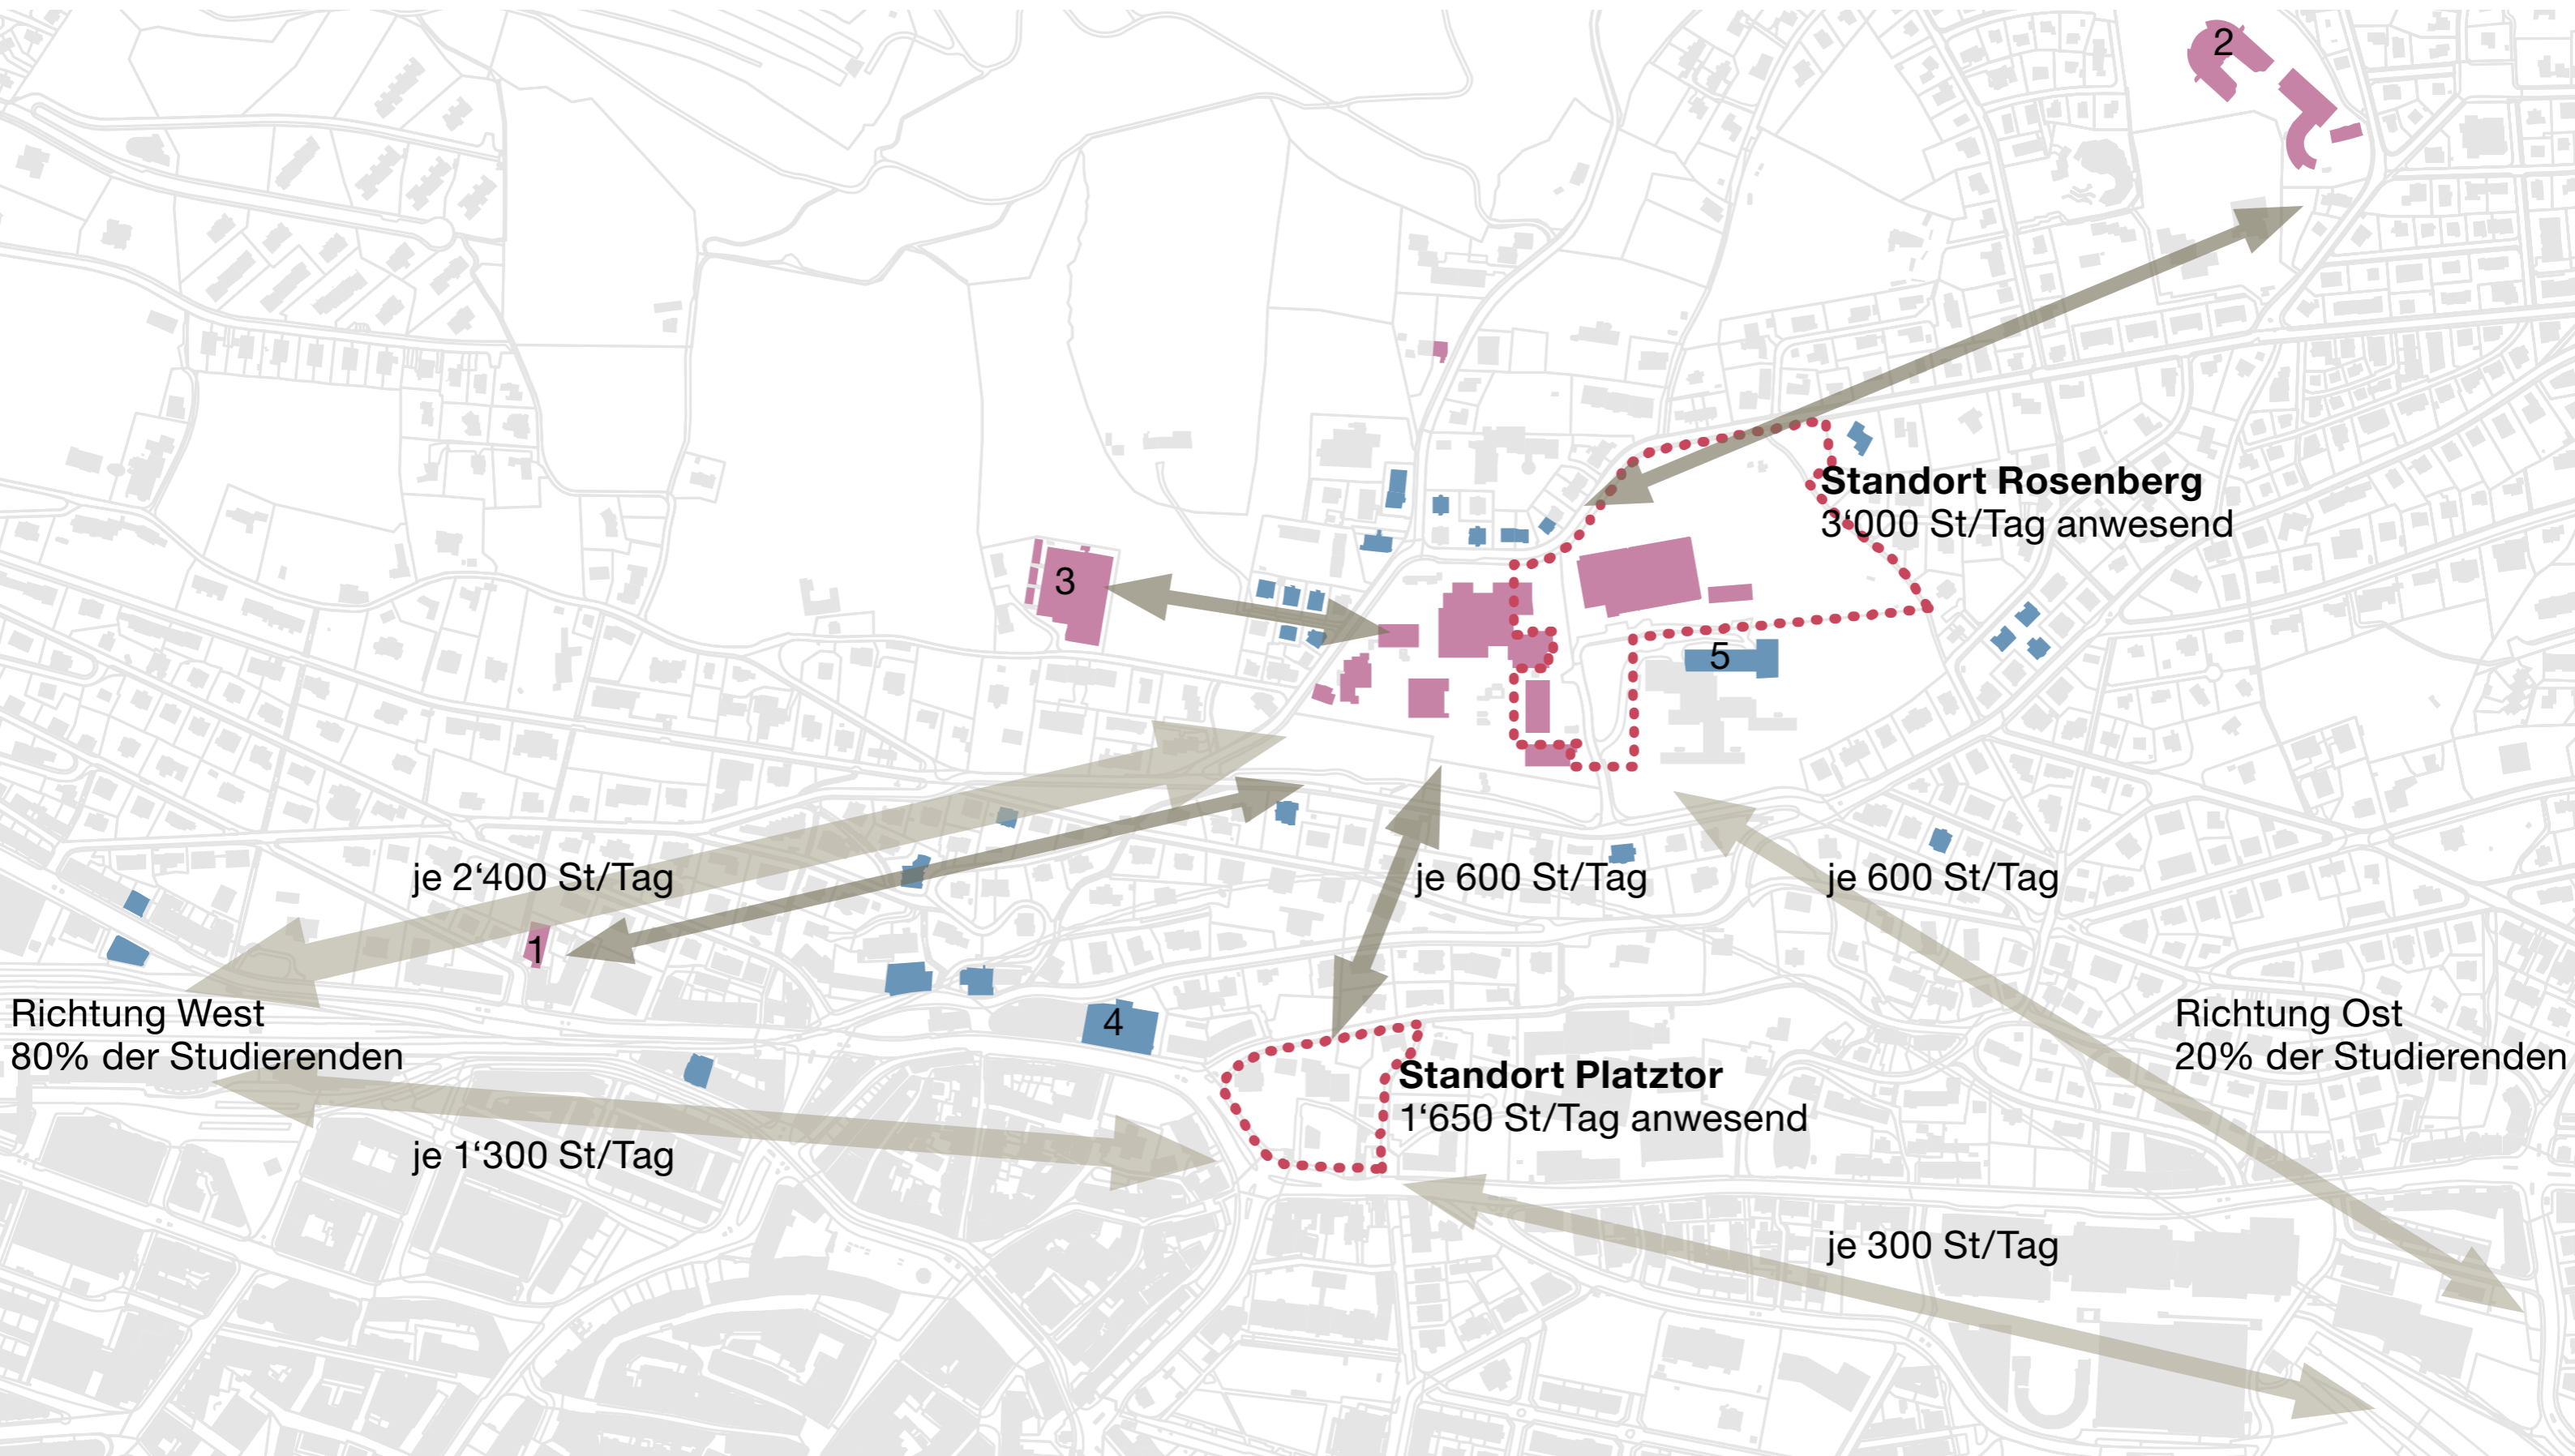 2
Standort Rosenberg
3‘000 St/Tag anwesend
3
5
je 2‘400 St/Tag
je 600 St/Tag
je 600 St/Tag
1
Richtung West
80% der Studierenden
4
Richtung Ost
20% der Studierenden
Standort Platztor
1‘650 St/Tag anwesend
je 1‘300 St/Tag
je 300 St/Tag